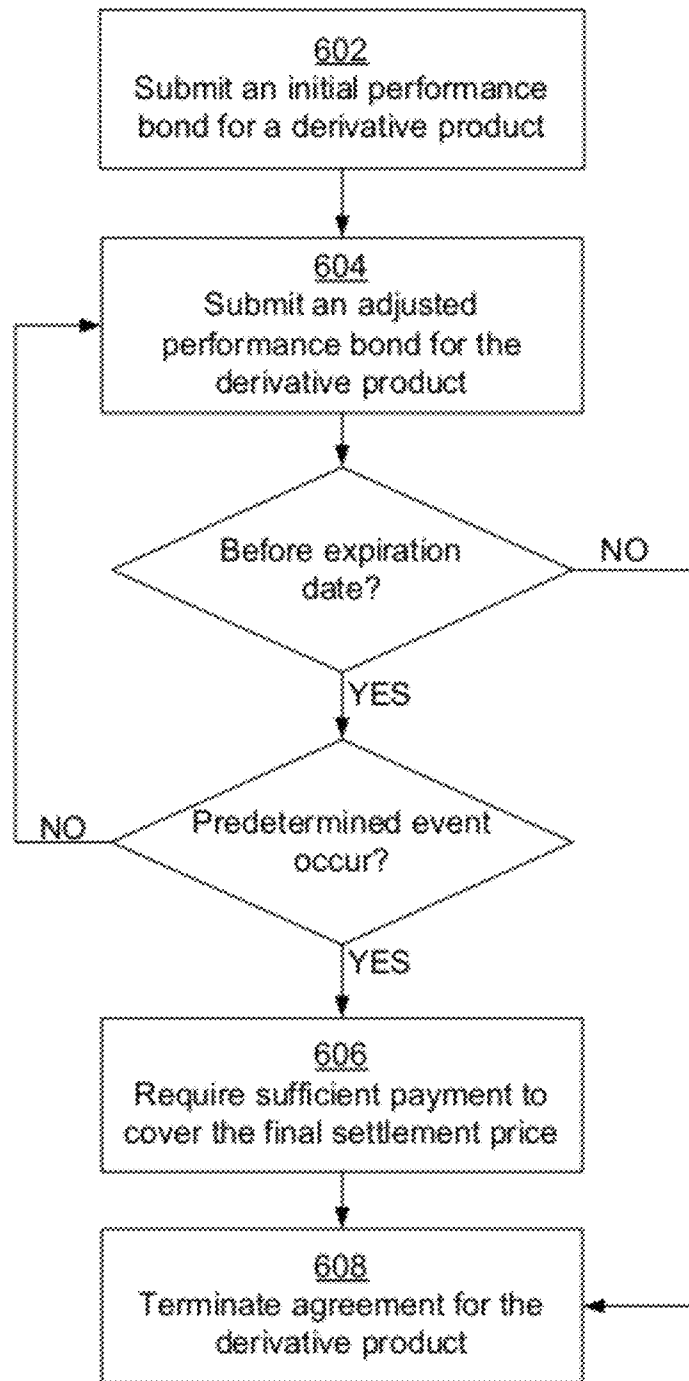 602
Submit an initial performance
bond for a derivative product
604
Submit an adjusted
performance bond for the
derivative product
Before expiration
date?
NO
YES
Predetermined event
occur?
NO
YES
606
Require sufficient payment to
cover the final settlement price
608
Terminate agreement for the
derivative product